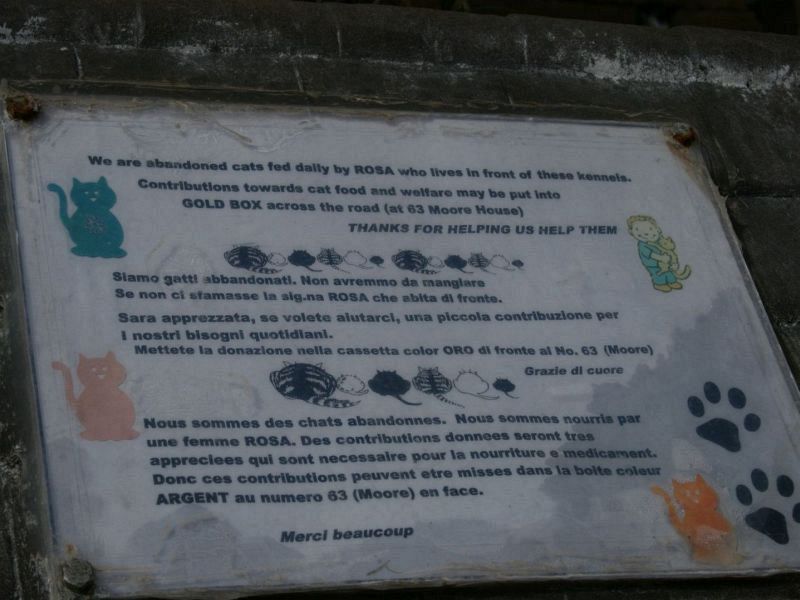 We are abandoned cats fed daily by ROSA who lives in front of these kennels.
Contributions towards cat food and welfare may be put into
GOLD BOX across the road (at 63 Moore House)
THANKS FOR HELPING US HELP THEM
Siamo gatti abbandonati. Non avremmo da mangiare
Se non ci sfamasse la sig.na ROSA che abita di fronte.
Sara apprezzata, se volete aiutarci, una piccola contribuzione per
i nostri bisogni quotidiani.
Mettete la donazione nella cassetta color ORO di fronte al No. 63 (Moore)
Grazie di cuore
Nous sommes des chats abandonnes. Nous sommes nourris par
une femme ROSA. Des contributions donnees seront tres
appreciees qui sont necessaire pour la nourriture e medicament.
Donc ces contributions peuvent etre misses dans la boite coleur
ARGENT au numero 63 (Moore) en face.
Merci beaucoup